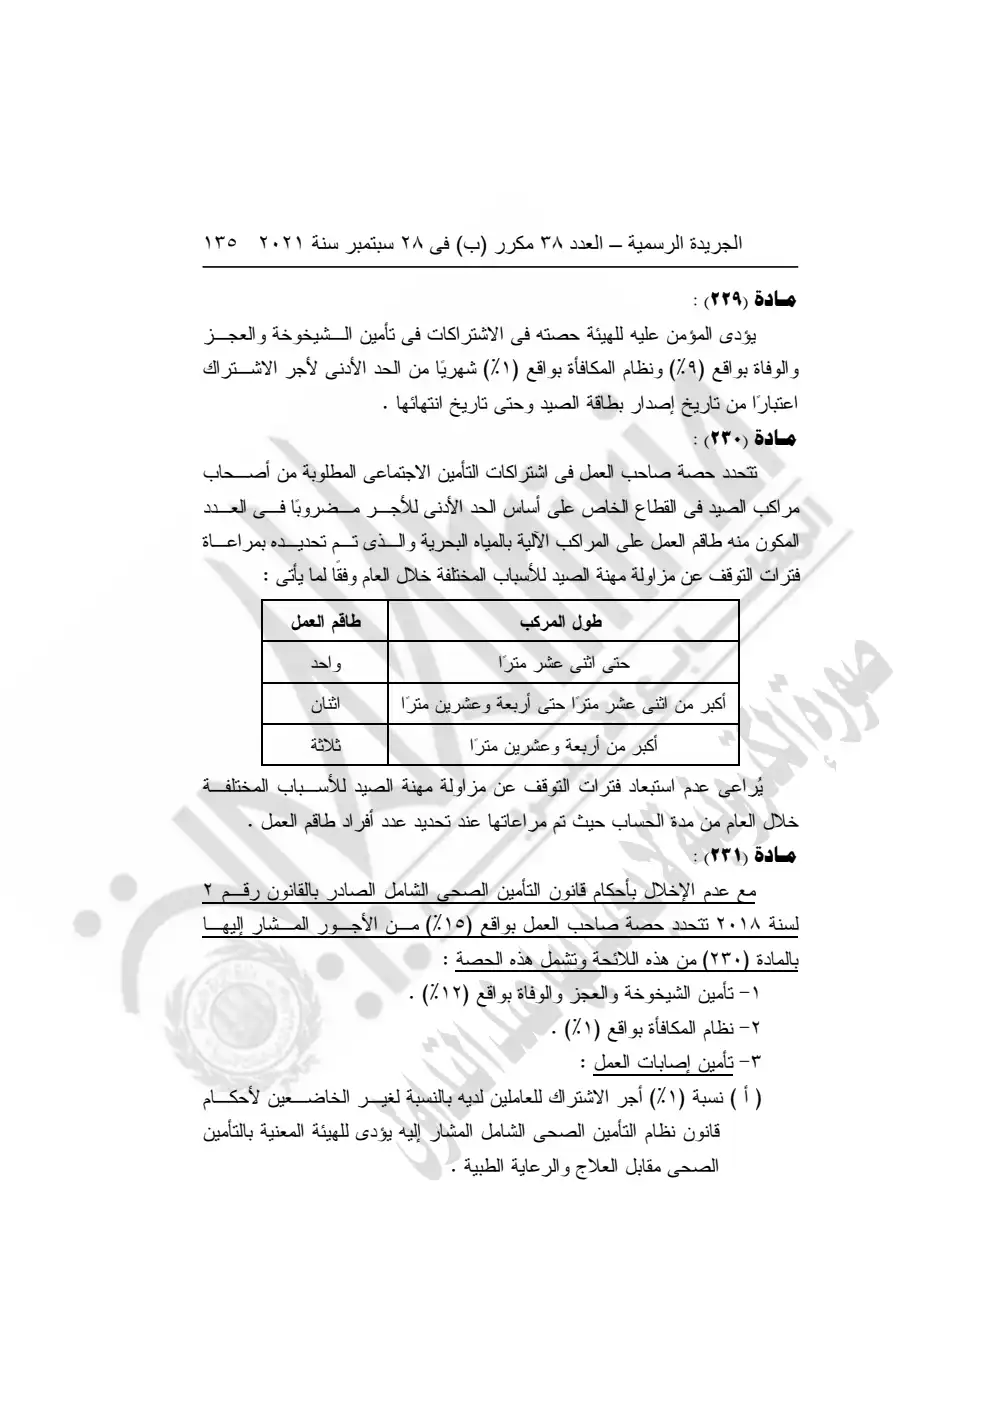 الجريدة الرسمية – العدد ٣٨ مكرر (ب) فى ٢٨ سبتمبر سنة ٢٠٢١ ١٣٥
مادة (٢٢٩) :
يؤدى المؤمن عليه للهيئة حصته فى الاشتراكات فى تأمين الشيخوخة والعجز
والوفاة بواقع (٩٪) ونظام المكافأة بواقع (١٪) شهريًا من الحد الأدنى لأجر الاشتراك
اعتبارًا من تاريخ إصدار بطاقة الصيد وحتى تاريخ انتهائها .
مادة (٢٣٠) :
تتحدد حصة صاحب العمل فى اشتراكات التأمين الاجتماعى المطلوبة من أصحاب
مراكب الصيد فى القطاع الخاص على أساس الحد الأدنى للأجر مضروبًا فى العدد
المكون منه طاقم العمل على المراكب الآلية بالمياه البحرية والذى تم تحديده بمراعاة
فترات التوقف عن مزاولة مهنة الصيد للأسباب المختلفة خلال العام وفقًا لما يأتى :
طول المركب طاقم العمل
حتى اثنى عشر مترًا واحد
أكبر من اثنى عشر مترًا حتى أربعة وعشرين مترًا اثنان
أكبر من أربعة وعشرين مترًا ثلاثة
يُراعى عدم استبعاد فترات التوقف عن مزاولة مهنة الصيد للأسباب المختلفة
خلال العام من مدة الحساب حيث تم مراعاتها عند تحديد عدد أفراد طاقم العمل .
مادة (٢٣١) :
مع عدم الإخلال بأحكام قانون التأمين الصحى الشامل الصادر بالقانون رقم ٢
لسنة ٢٠١٨ تتحدد حصة صاحب العمل بواقع (١٥٪) من الأجور المشار إليها
بالمادة (٢٣٠) من هذه اللائحة وتشمل هذه الحصة :
١- تأمين الشيخوخة والعجز والوفاة بواقع (١٢٪) .
٢- نظام المكافأة بواقع (١٪) .
٣- تأمين إصابات العمل :
( أ ) نسبة (١٪) أجر الاشتراك للعاملين لديه بالنسبة لغير الخاضعين لأحكام
قانون نظام التأمين الصحى الشامل المشار إليه يؤدى للهيئة المعنية بالتأمين
الصحى مقابل العلاج والرعاية الطبية .